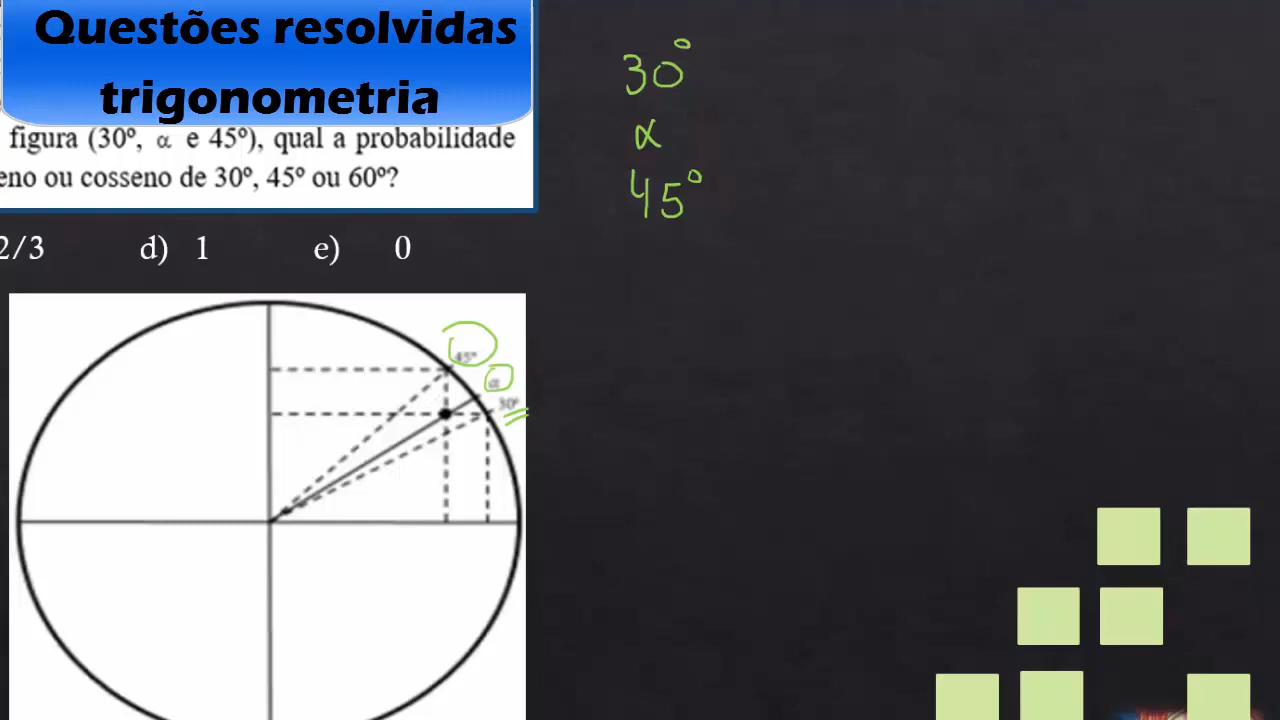 Questões resolvidas
trigonometria
figura (30º, α e 45º), qual a probabilidade
eno ou cosseno de 30º, 45º ou 60º?
2/3 d) 1 e) 0
30°
α
45°
45º
α
30º